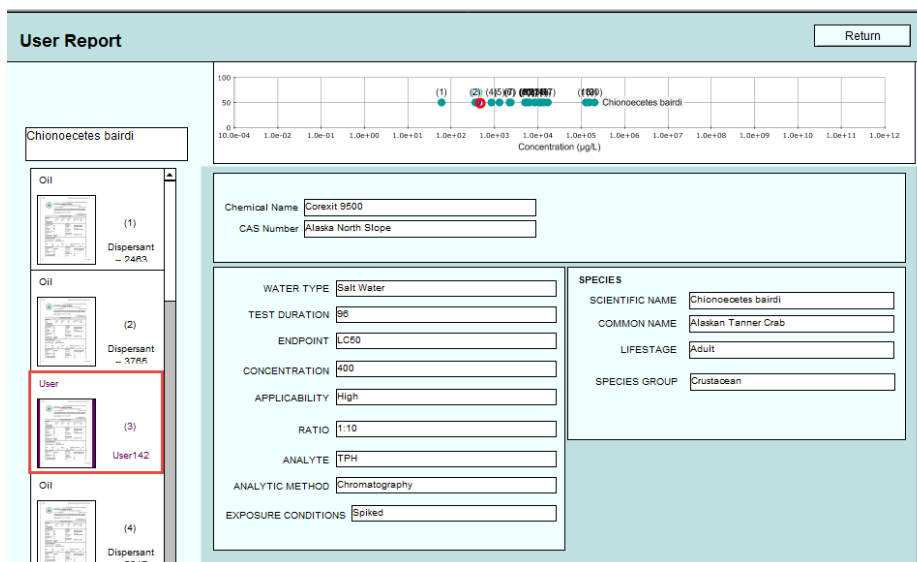 User Report
Return
100
50
0
(1)
Chionoecetes bairdi
10.0e-04 1.0e-02 1.0e-01 1.0e+00 1.0e+01 1.0e+02 1.0e+03 1.0e+04 1.0e+05 1.0e+06 1.0e+07 1.0e+08 1.0e+09 1.0e+10 1.0e+11 1.0e+12
Concentration (µg/L)
Chionoecetes bairdi
Oil
(1)
Dispersant
-- 2463
Oil
(2)
Dispersant
-- 3765
User
(3)
User142
Oil
(4)
Dispersant
Chemical Name Corexit 9500
CAS Number Alaska North Slope
WATER TYPE Salt Water
TEST DURATION 96
ENDPOINT LC50
CONCENTRATION 400
APPLICABILITY High
RATIO 1:10
ANALYTE TPH
ANALYTIC METHOD Chromatography
EXPOSURE CONDITIONS Spiked
SPECIES
SCIENTIFIC NAME Chionoecetes bairdi
COMMON NAME Alaskan Tanner Crab
LIFESTAGE Adult
SPECIES GROUP Crustacean